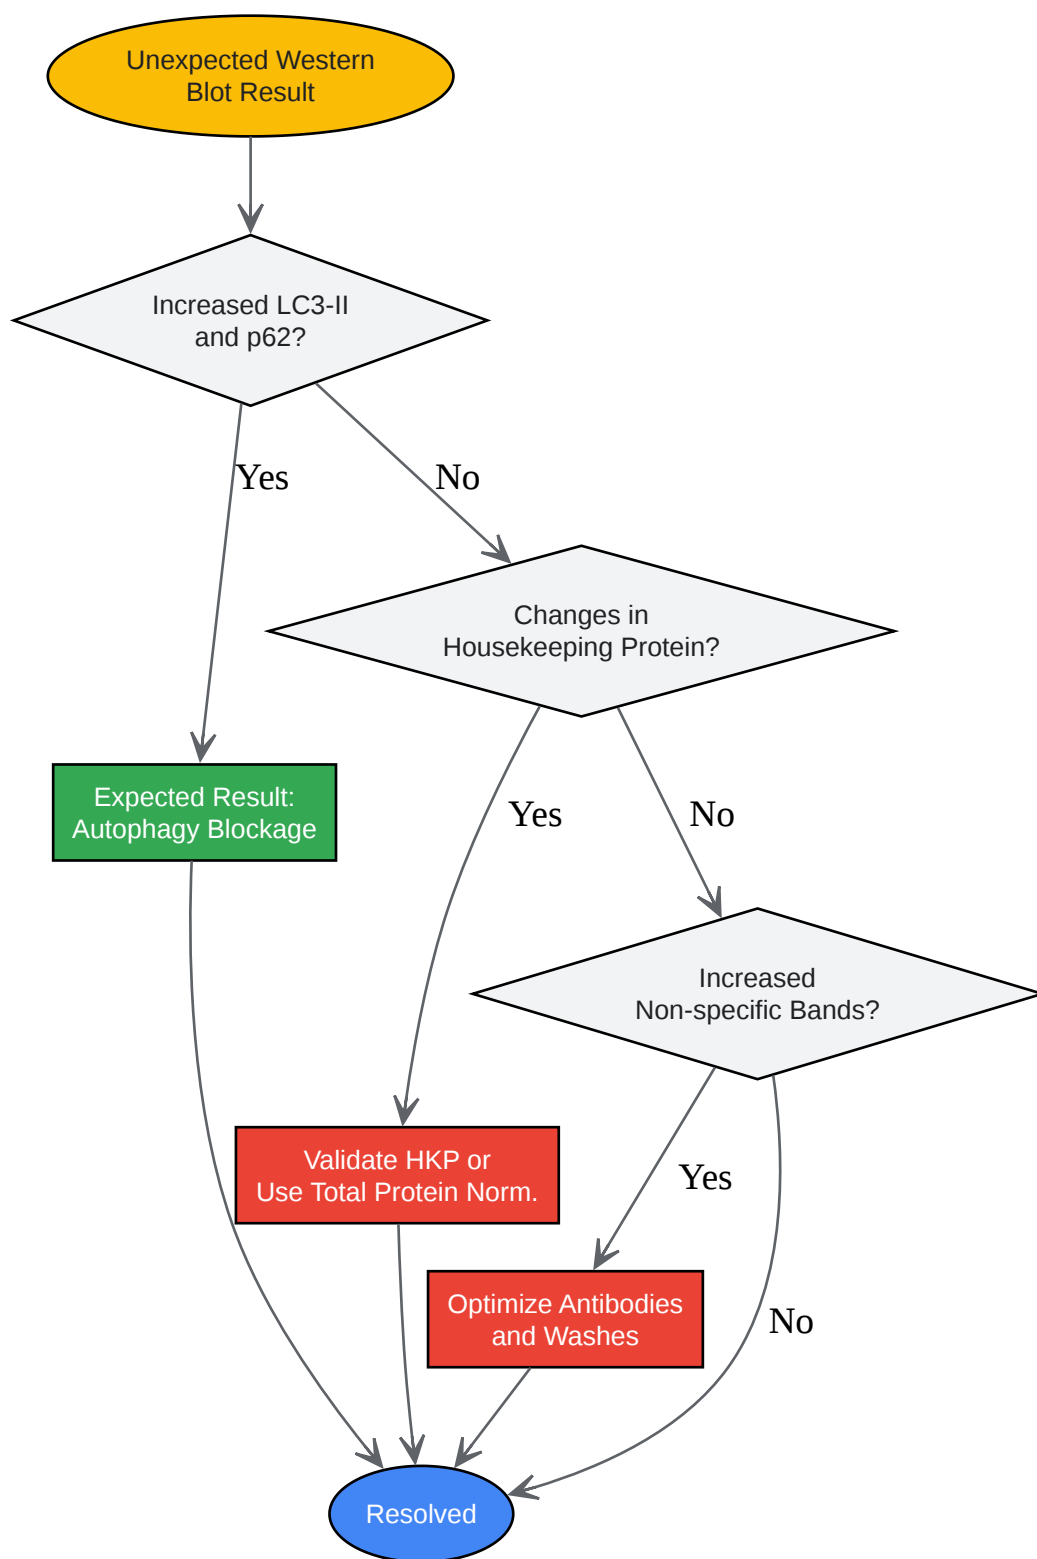 Unexpected Western
Blot Result
Increased LC3-II
and p62?
Yes
No
Changes in
Housekeeping Protein?
Expected Result:
Autophagy Blockage
Yes
No
Increased
Non-specific Bands?
Validate HKP or
Use Total Protein Norm.
Yes
Optimize Antibodies
and Washes
No
Resolved